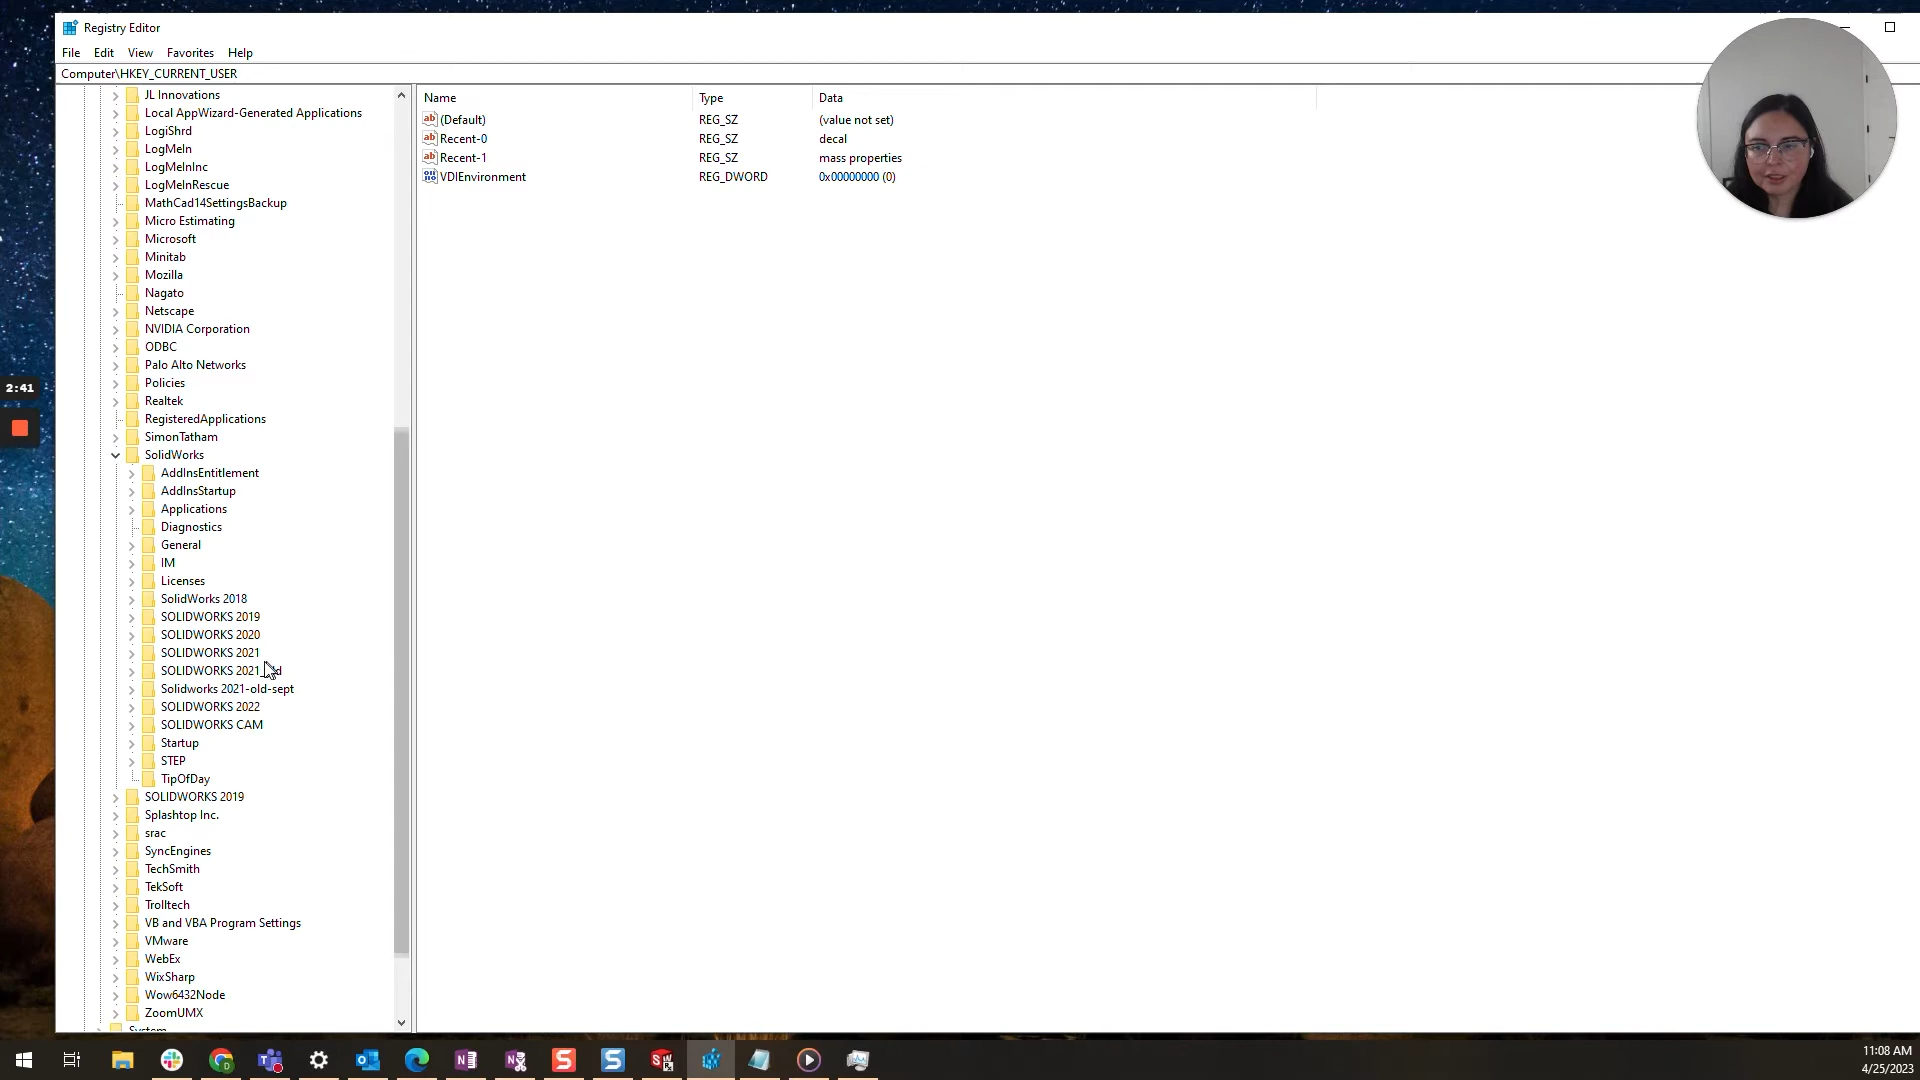 Registry Editor
File Edit View Favorites Help
Computer\HKEY_CURRENT_USER
JL Innovations
Local AppWizard-Generated Applications
LogiShrd
LogMeIn
LogMeInInc
LogMeInRescue
MathCad14SettingsBackup
Micro Estimating
Microsoft
Minitab
Mozilla
Nagato
Netscape
NVIDIA Corporation
ODBC
Palo Alto Networks
Policies
Realtek
RegisteredApplications
SimonTatham
SolidWorks
AddInsEntitlement
AddInsStartup
Applications
Diagnostics
General
IM
Licenses
SolidWorks 2018
SOLIDWORKS 2019
SOLIDWORKS 2020
SOLIDWORKS 2021
SOLIDWORKS
Solidworks 2021-old-sept
SOLIDWORKS 2022
SOLIDWORKS CAM
Startup
STEP
TipOfDay
SOLIDWORKS 2019
Splashtop Inc.
srac
SyncEngines
TechSmith
TekSoft
Trolltech
VB and VBA Program Settings
VMware
WebEx
WixSharp
Wow6432Node
ZoomUMX
System
Name Type Data
(Default) REG_SZ (value not set)
Recent-0 REG_SZ decal
Recent-1 REG_SZ mass properties
VDIEnvironment REG_DWORD 0x00000000 (0)
2:41
11:08 AM
4/25/2023